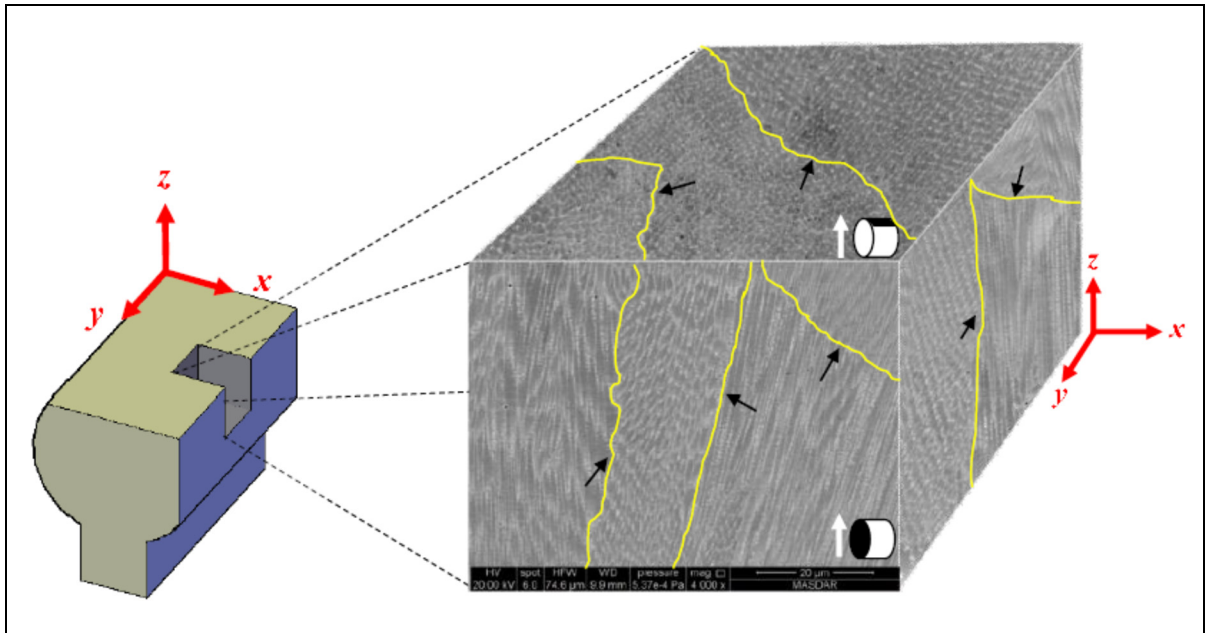 z
x
y
z
x
y
HV spot HFW WD pressure mag □ 20 µm
20.00 kV 6.0 74.6 µm 9.9 mm 5.37e-4 Pa 4 000 x MASDAR